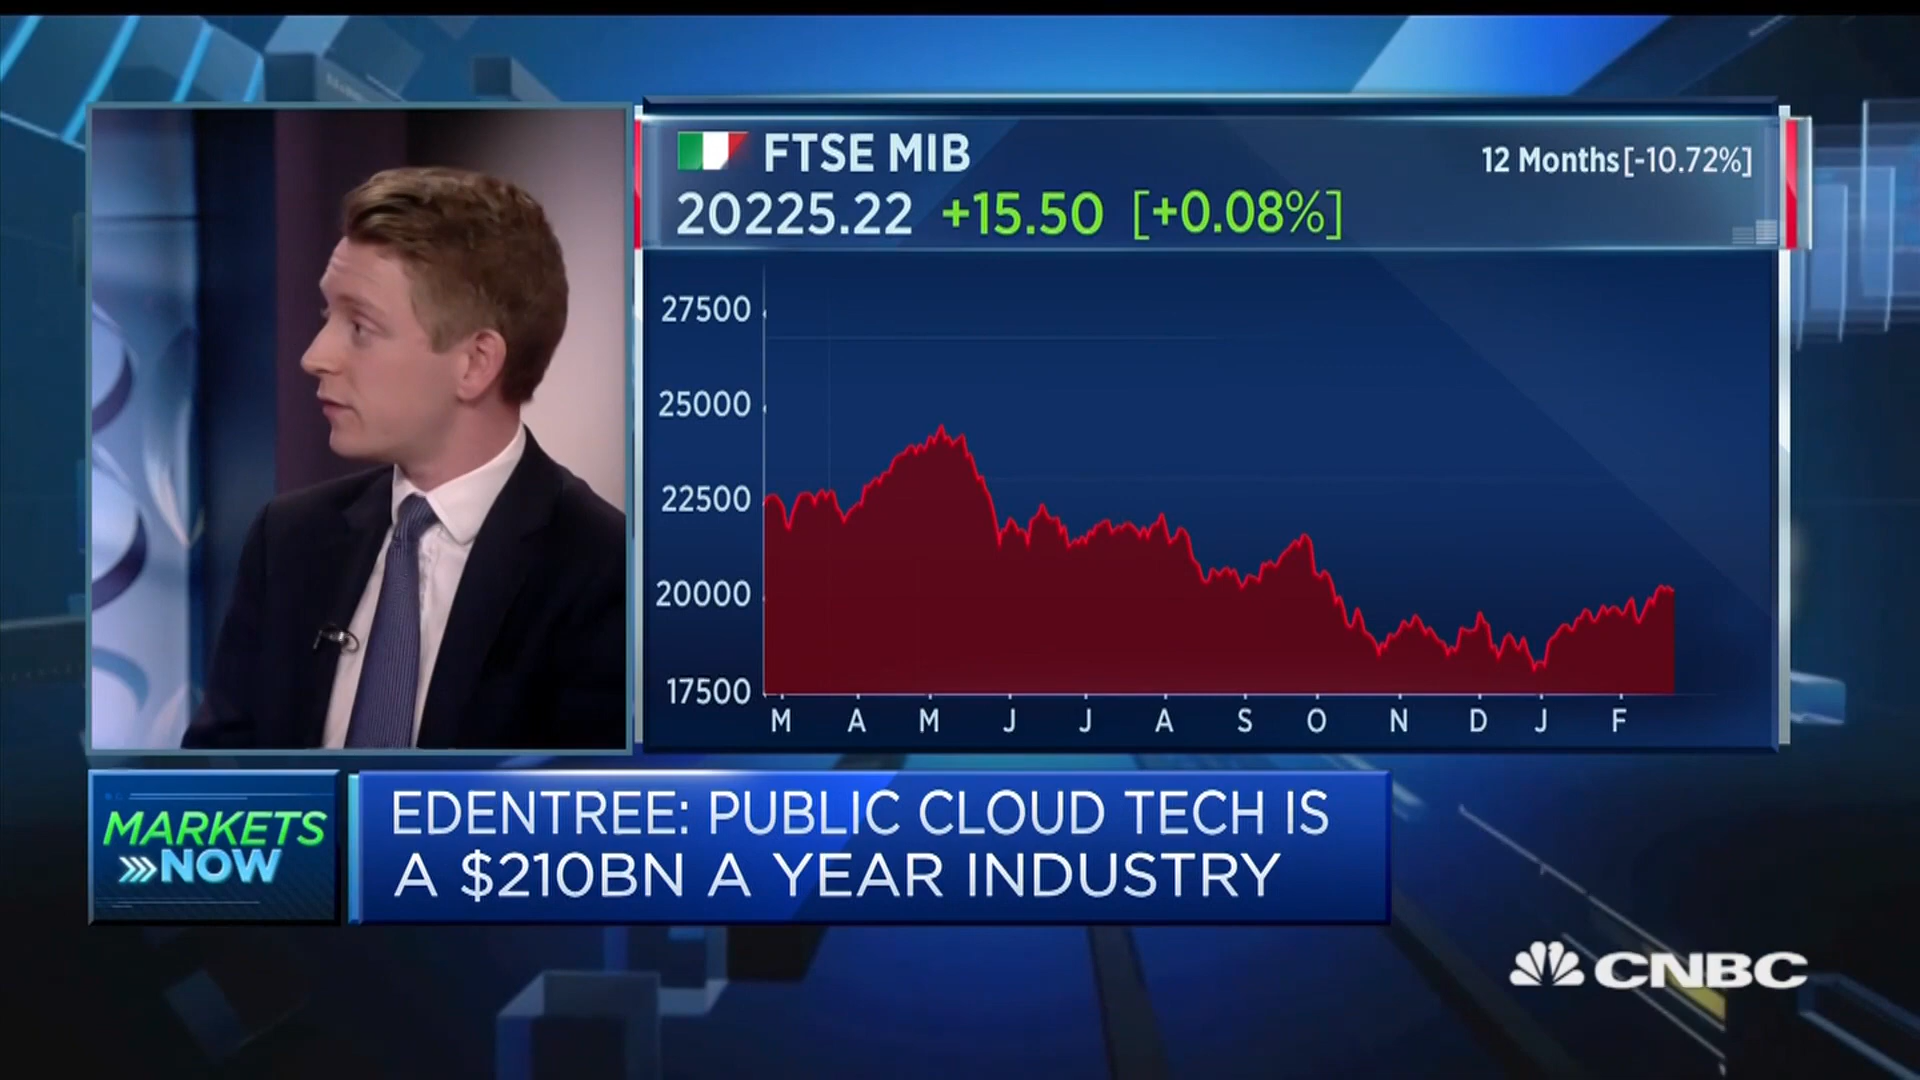 FTSE MIB
12 Months[-10.72%]
20225.22 +15.50 [+0.08%]
27500
25000
22500
20000
17500
M A M J J A S O N D J F
MARKETS
NOW
EDENTREE: PUBLIC CLOUD TECH IS
A $210BN A YEAR INDUSTRY
CNBC